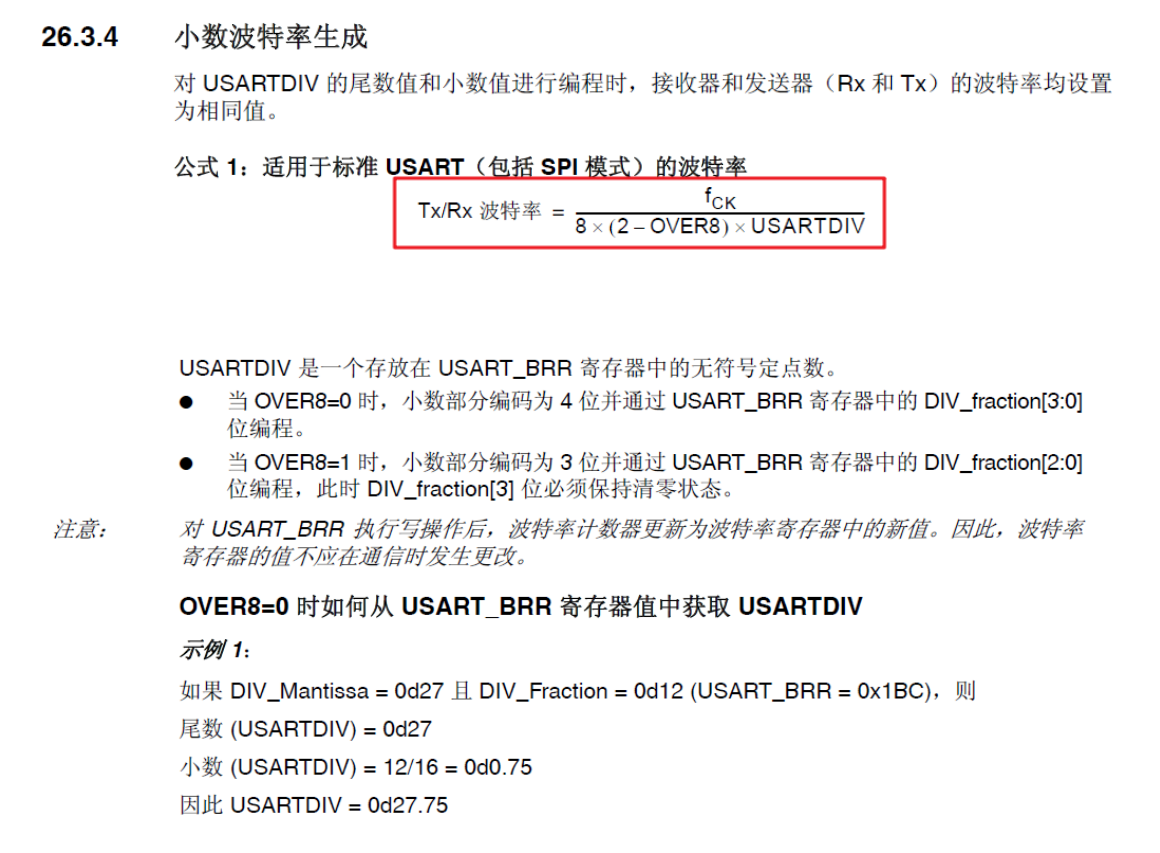 26.3.4 小数波特率生成
对 USARTDIV 的尾数值和小数值进行编程时，接收器和发送器（Rx 和 Tx）的波特率均设置
为相同值。
公式 1：适用于标准 USART（包括 SPI 模式）的波特率
Tx/Rx 波特率 = fCK
8 × (2 – OVER8) × USARTDIV
USARTDIV 是一个存放在 USART_BRR 寄存器中的无符号定点数。
● 当 OVER8=0 时，小数部分编码为 4 位并通过 USART_BRR 寄存器中的 DIV_fraction[3:0]
位编程。
● 当 OVER8=1 时，小数部分编码为 3 位并通过 USART_BRR 寄存器中的 DIV_fraction[2:0]
位编程，此时 DIV_fraction[3] 位必须保持清零状态。
注意： 对 USART_BRR 执行写操作后，波特率计数器更新为波特率寄存器中的新值。因此，波特率
寄存器的值不应在通信时发生更改。
OVER8=0 时如何从 USART_BRR 寄存器值中获取 USARTDIV
示例 1：
如果 DIV_Mantissa = 0d27 且 DIV_Fraction = 0d12 (USART_BRR = 0x1BC)，则
尾数 (USARTDIV) = 0d27
小数 (USARTDIV) = 12/16 = 0d0.75
因此 USARTDIV = 0d27.75